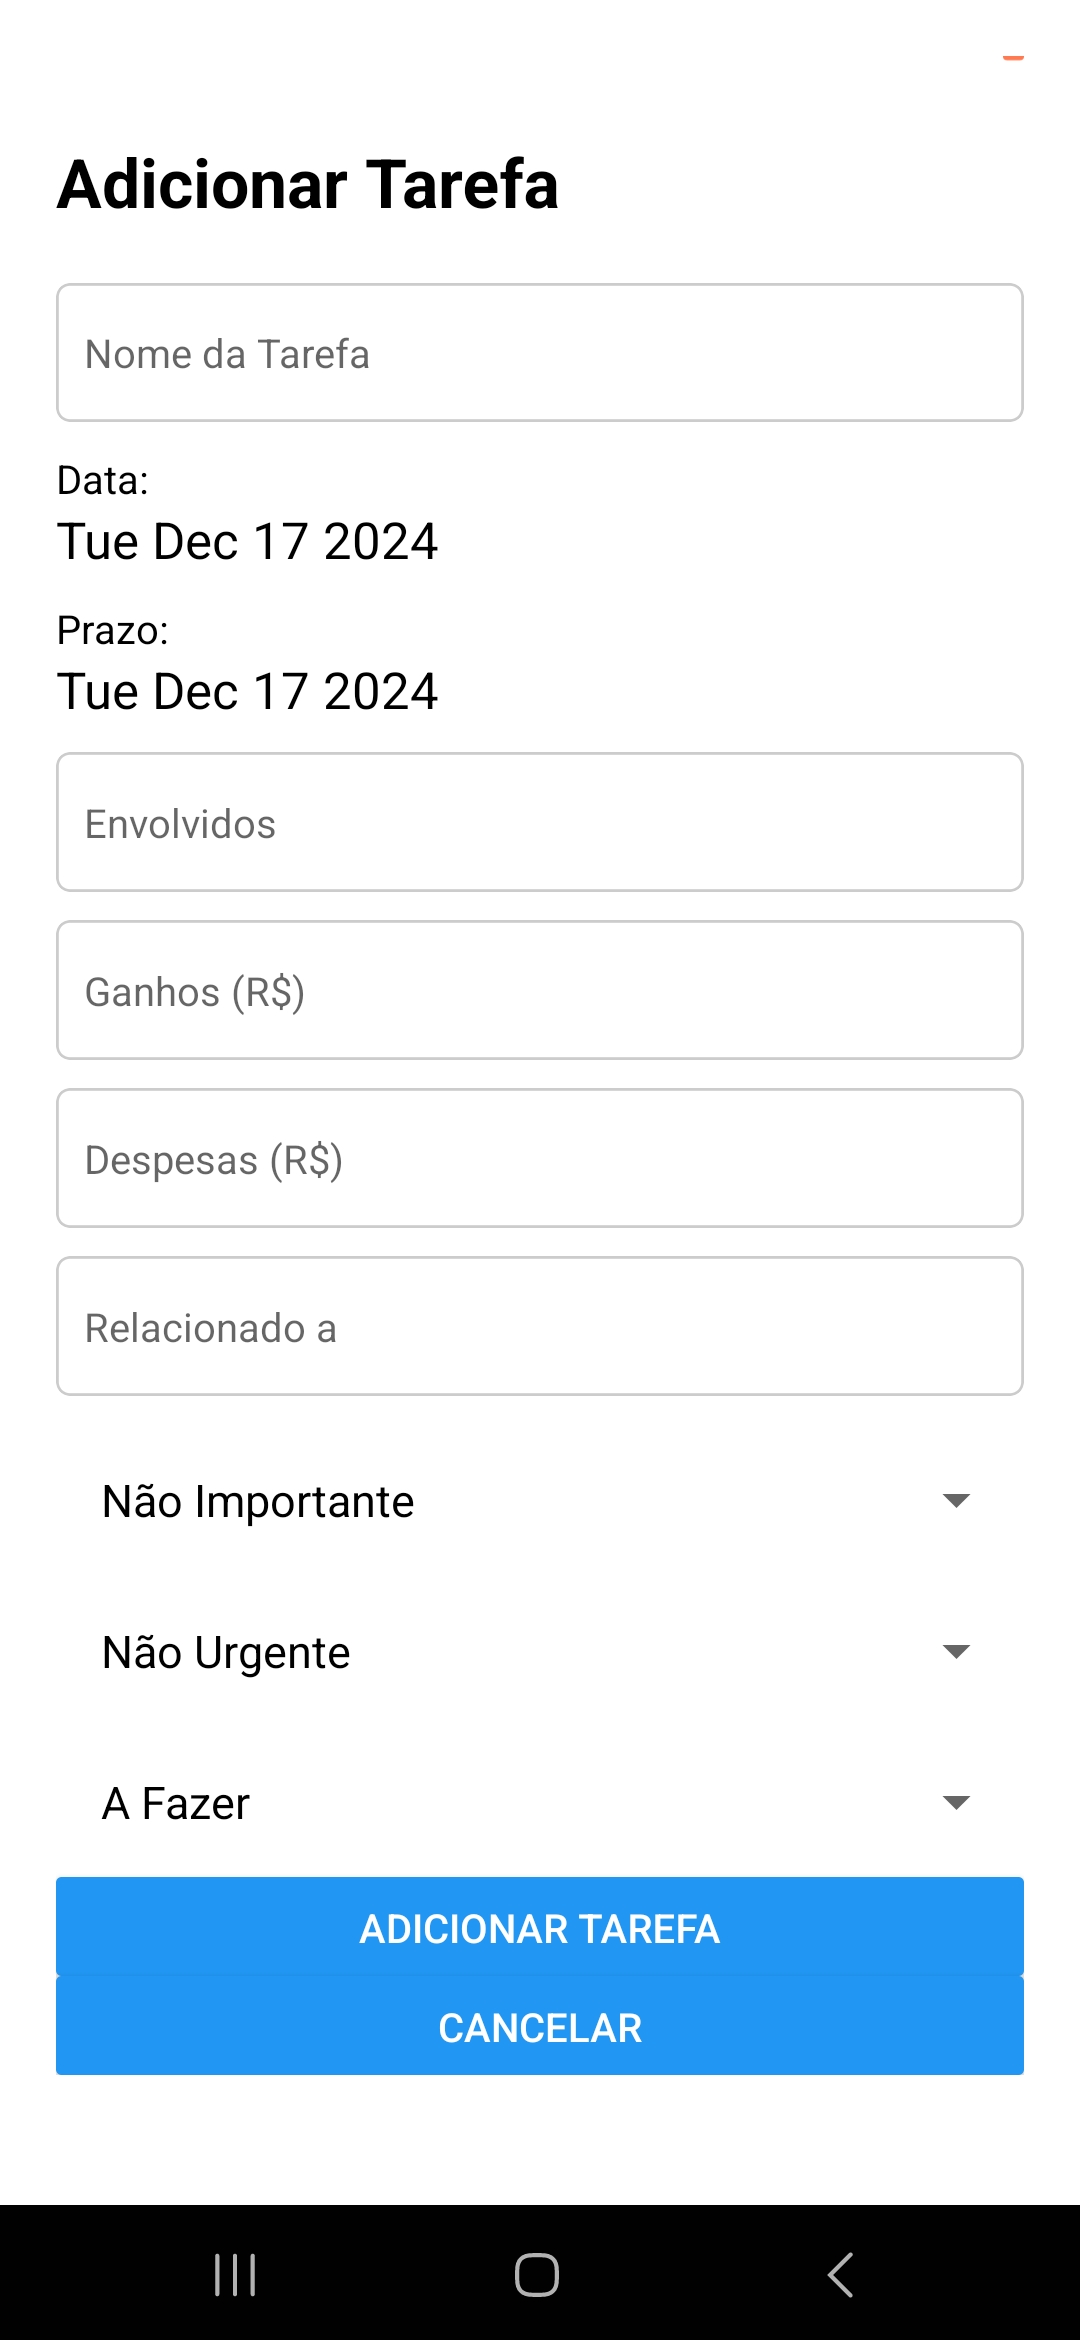 Adicionar Tarefa
Nome da Tarefa
Data:
Tue Dec 17 2024
Prazo:
Tue Dec 17 2024
Envolvidos
Ganhos (R$)
Despesas (R$)
Relacionado a
Não Importante
Não Urgente
A Fazer
ADICIONAR TAREFA
CANCELAR